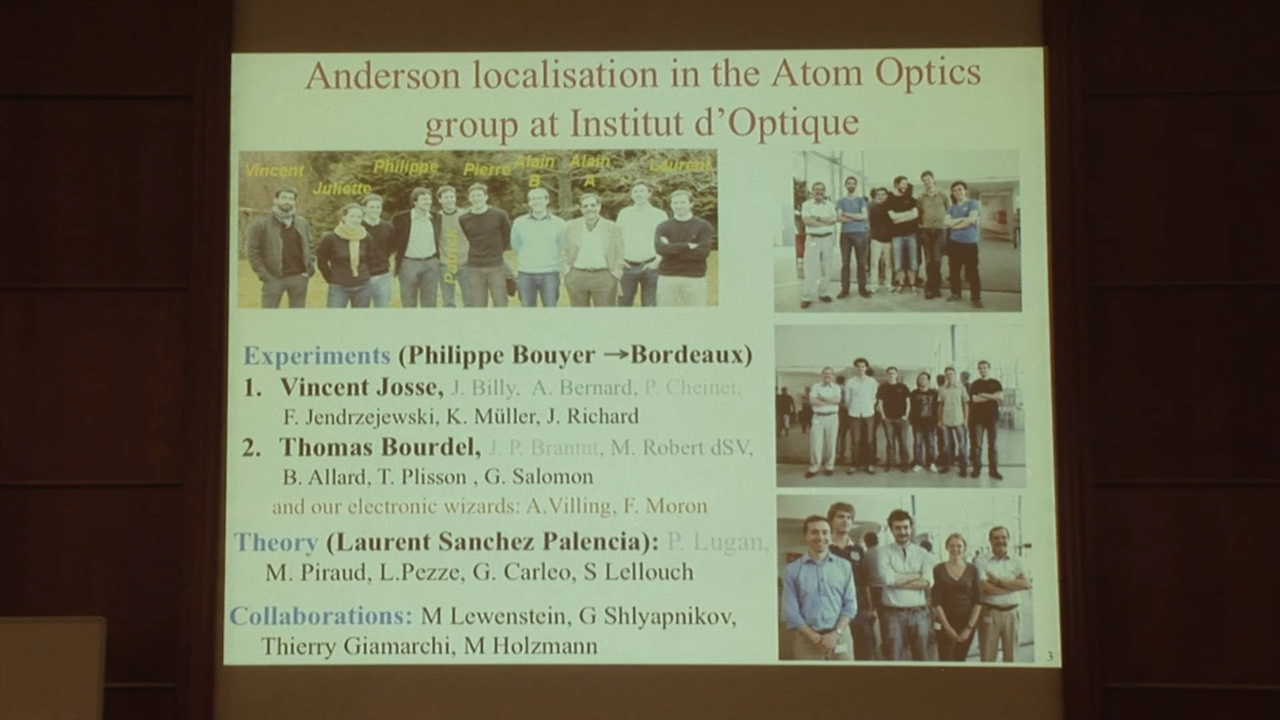 Anderson localisation in the Atom Optics
group at Institut d'Optique
Vincent
Juliette
Philippe
Patrick
Pierre
Alain
B
Alain
A
Laurent
Experiments (Philippe Bouyer →Bordeaux)
1. Vincent Josse, J. Billy, A. Bernard, P. Cheinet,
F. Jendrzejewski, K. Müller, J. Richard
2. Thomas Bourdel, J. P. Brantut, M. Robert dSV,
B. Allard, T. Plisson , G. Salomon
and our electronic wizards: A.Villing, F. Moron
Theory (Laurent Sanchez Palencia): P. Lugan,
M. Piraud, L.Pezze, G. Carleo, S Lellouch
Collaborations: M Lewenstein, G Shlyapnikov,
Thierry Giamarchi, M Holzmann
3